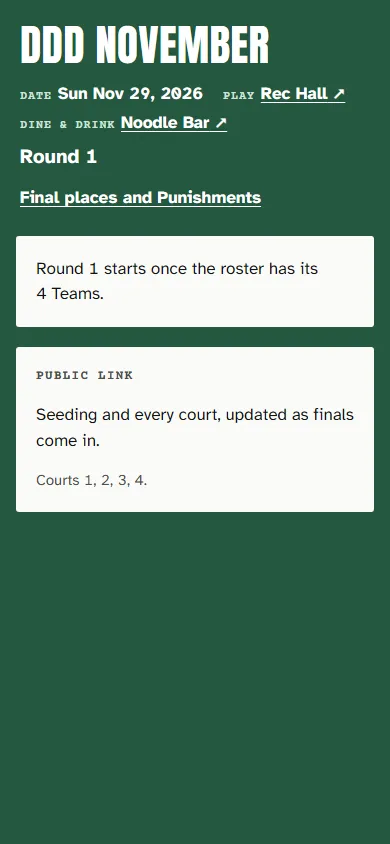 DDD NOVEMBER
DATE Sun Nov 29, 2026 PLAY Rec Hall ↗
DINE & DRINK Noodle Bar ↗
Round 1
Final places and Punishments
Round 1 starts once the roster has its
4 Teams.
PUBLIC LINK
Seeding and every court, updated as finals
come in.
Courts 1, 2, 3, 4.